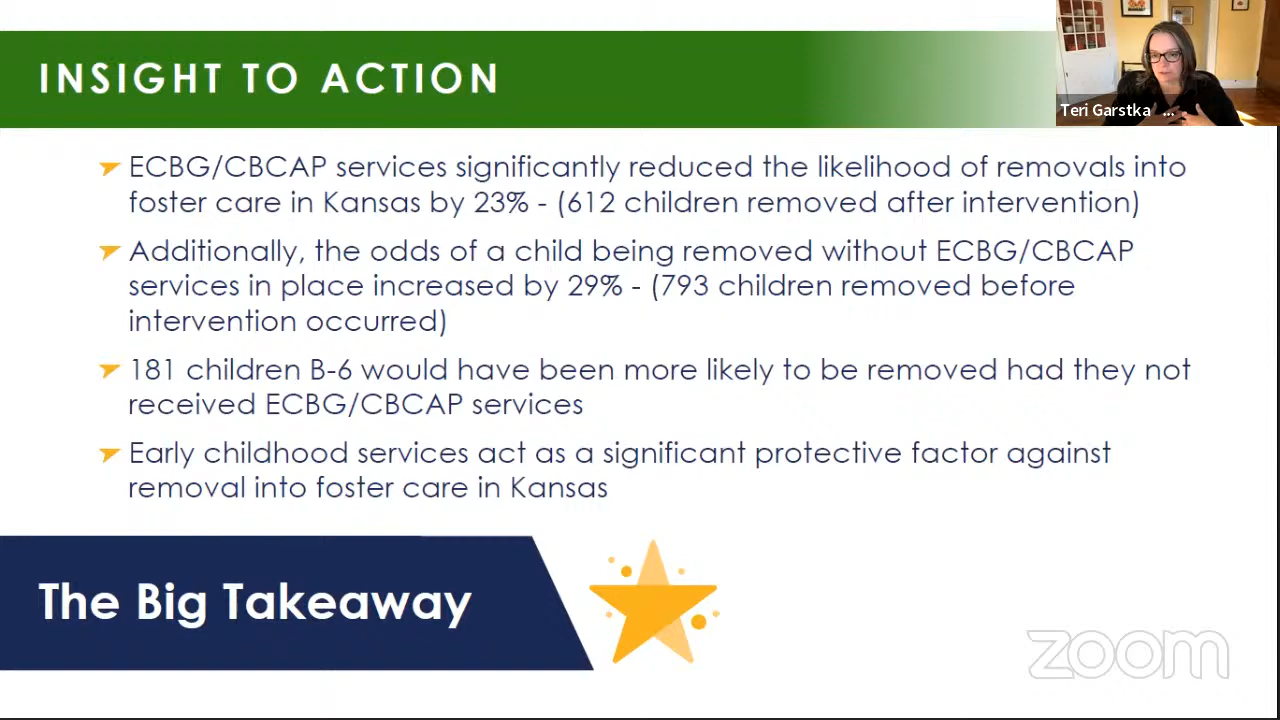 INSIGHT TO ACTION
Teri Garstka ...
ECBG/CBCAP services significantly reduced the likelihood of removals into
foster care in Kansas by 23% - (612 children removed after intervention)
Additionally, the odds of a child being removed without ECBG/CBCAP
services in place increased by 29% - (793 children removed before
intervention occurred)
181 children B-6 would have been more likely to be removed had they not
received ECBG/CBCAP services
Early childhood services act as a significant protective factor against
removal into foster care in Kansas
The Big Takeaway
zoom